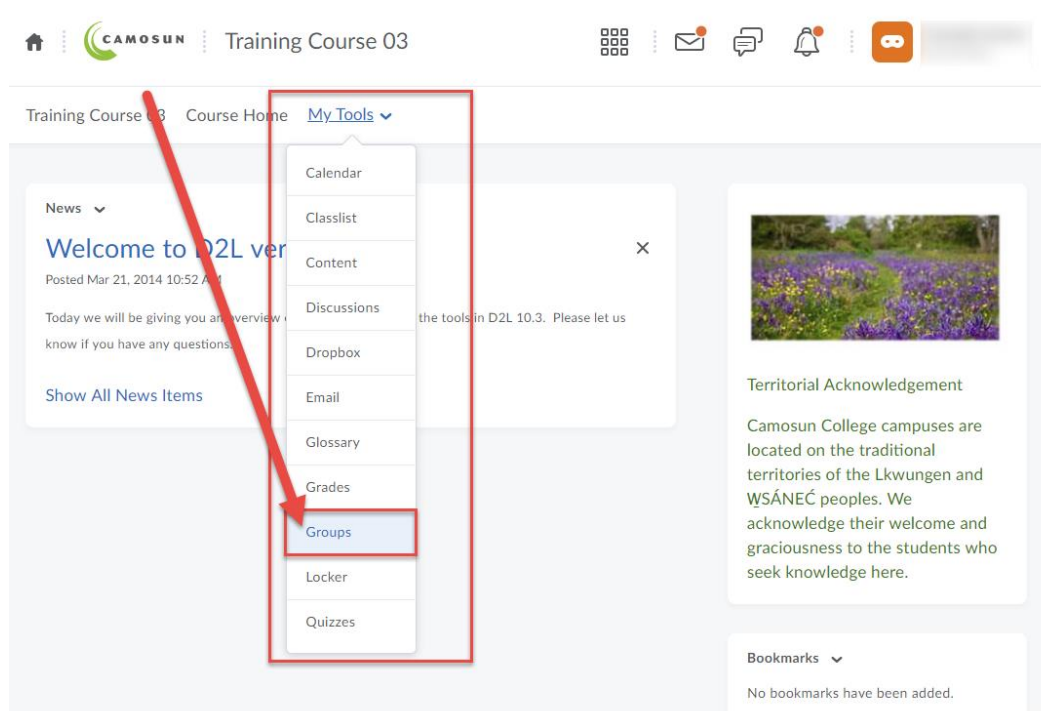 CAMOSUN
Training Course 03
Training Course 03 Course Home My Tools
Calendar
Classlist
Content
Discussions
Dropbox
Email
Glossary
Grades
Groups
Locker
Quizzes
News
Welcome to D2L ver
Posted Mar 21, 2014 10:52 AM
Today we will be giving you an overview the tools in D2L 10.3. Please let us
know if you have any questions.
Show All News Items
Territorial Acknowledgement
Camosun College campuses are
located on the traditional
territories of the Lkwungen and
W̱SÁNEĆ peoples. We
acknowledge their welcome and
graciousness to the students who
seek knowledge here.
Bookmarks
No bookmarks have been added.